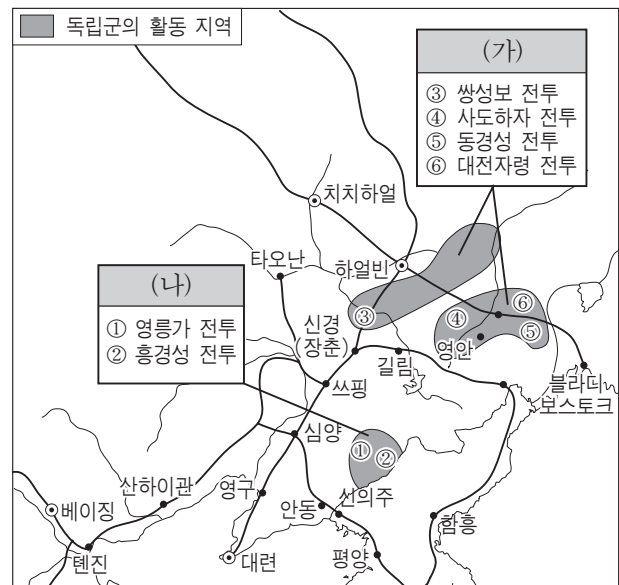 독립군의 활동 지역
(가)
③ 쌍성보 전투
④ 사도하자 전투
⑤ 동경성 전투
⑥ 대전자령 전투
치치하얼
타오난
하얼빈
(나)
① 영릉가 전투
② 흥경성 전투
③
④
⑥
⑤
신경
(장춘)
길림
영안
블라디
보스토크
쓰핑
심양
①
②
산하이관
영구
안동
신의주
함흥
베이징
톈진
대련
평양